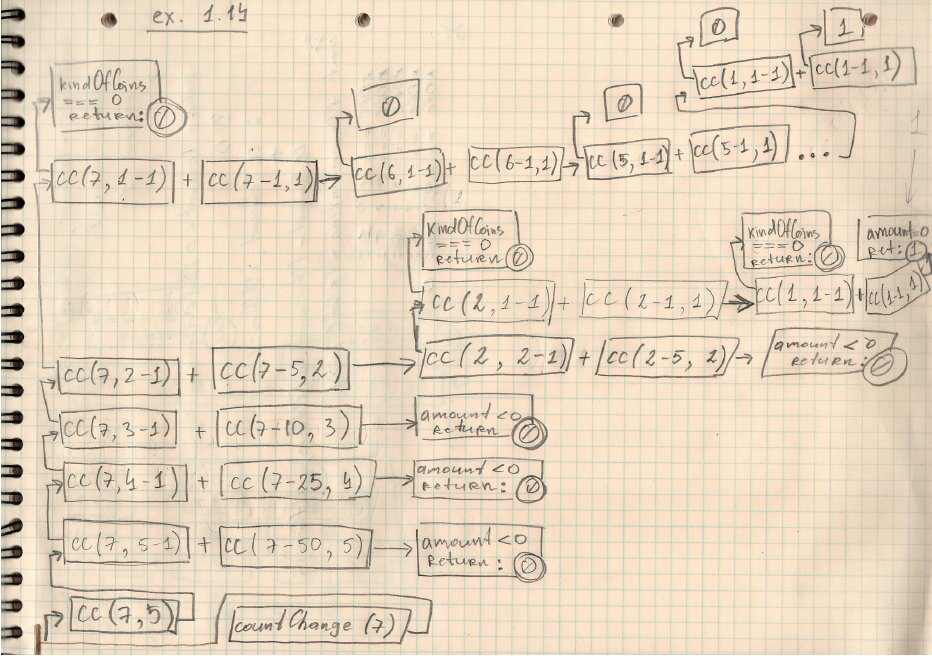 ex. 1.14
0
1
kindOfCoins
=== 0
return: 0
0
0
cc(1, 1-1) + cc(1-1, 1)
cc(7, 1-1) + cc(7-1, 1)
cc(6, 1-1) + cc(6-1, 1)
cc(5, 1-1) + cc(5-1, 1) ...
kindOfCoins
=== 0
return 0
kindOfCoins
=== 0
return: 0
amount=0
ret: 1
cc(2, 1-1) + cc(2-1, 1)
cc(1, 1-1) + cc(1-1, 1)
cc(7, 2-1) + cc(7-5, 2)
cc(2, 2-1) + cc(2-5, 2)
amount < 0
return: 0
cc(7, 3-1) + cc(7-10, 3)
amount < 0
return 0
cc(7, 4-1) + cc(7-25, 4)
amount < 0
return: 0
cc(7, 5-1) + cc(7-50, 5)
amount < 0
return: 0
cc(7, 5)
countChange (7)